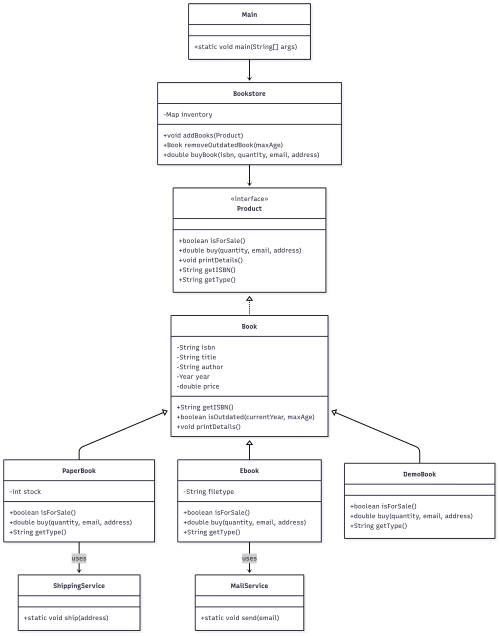 Main
+static void main(String[] args)
Bookstore
-Map inventory
+void addBooks(Product)
+Book removeOutdatedBook(maxAge)
+double buyBook(isbn, quantity, email, address)
«interface»
Product
+boolean isForSale()
+double buy(quantity, email, address)
+void printDetails()
+String getISBN()
+String getType()
Book
-String isbn
-String title
-String author
-Year year
-double price
+String getISBN()
+boolean isOutdated(currentYear, maxAge)
+void printDetails()
PaperBook
-int stock
+boolean isForSale()
+double buy(quantity, email, address)
+String getType()
Ebook
-String filetype
+boolean isForSale()
+double buy(quantity, email, address)
+String getType()
DemoBook
+boolean isForSale()
+double buy(quantity, email, address)
+String getType()
uses
uses
ShippingService
+static void ship(address)
MailService
+static void send(email)